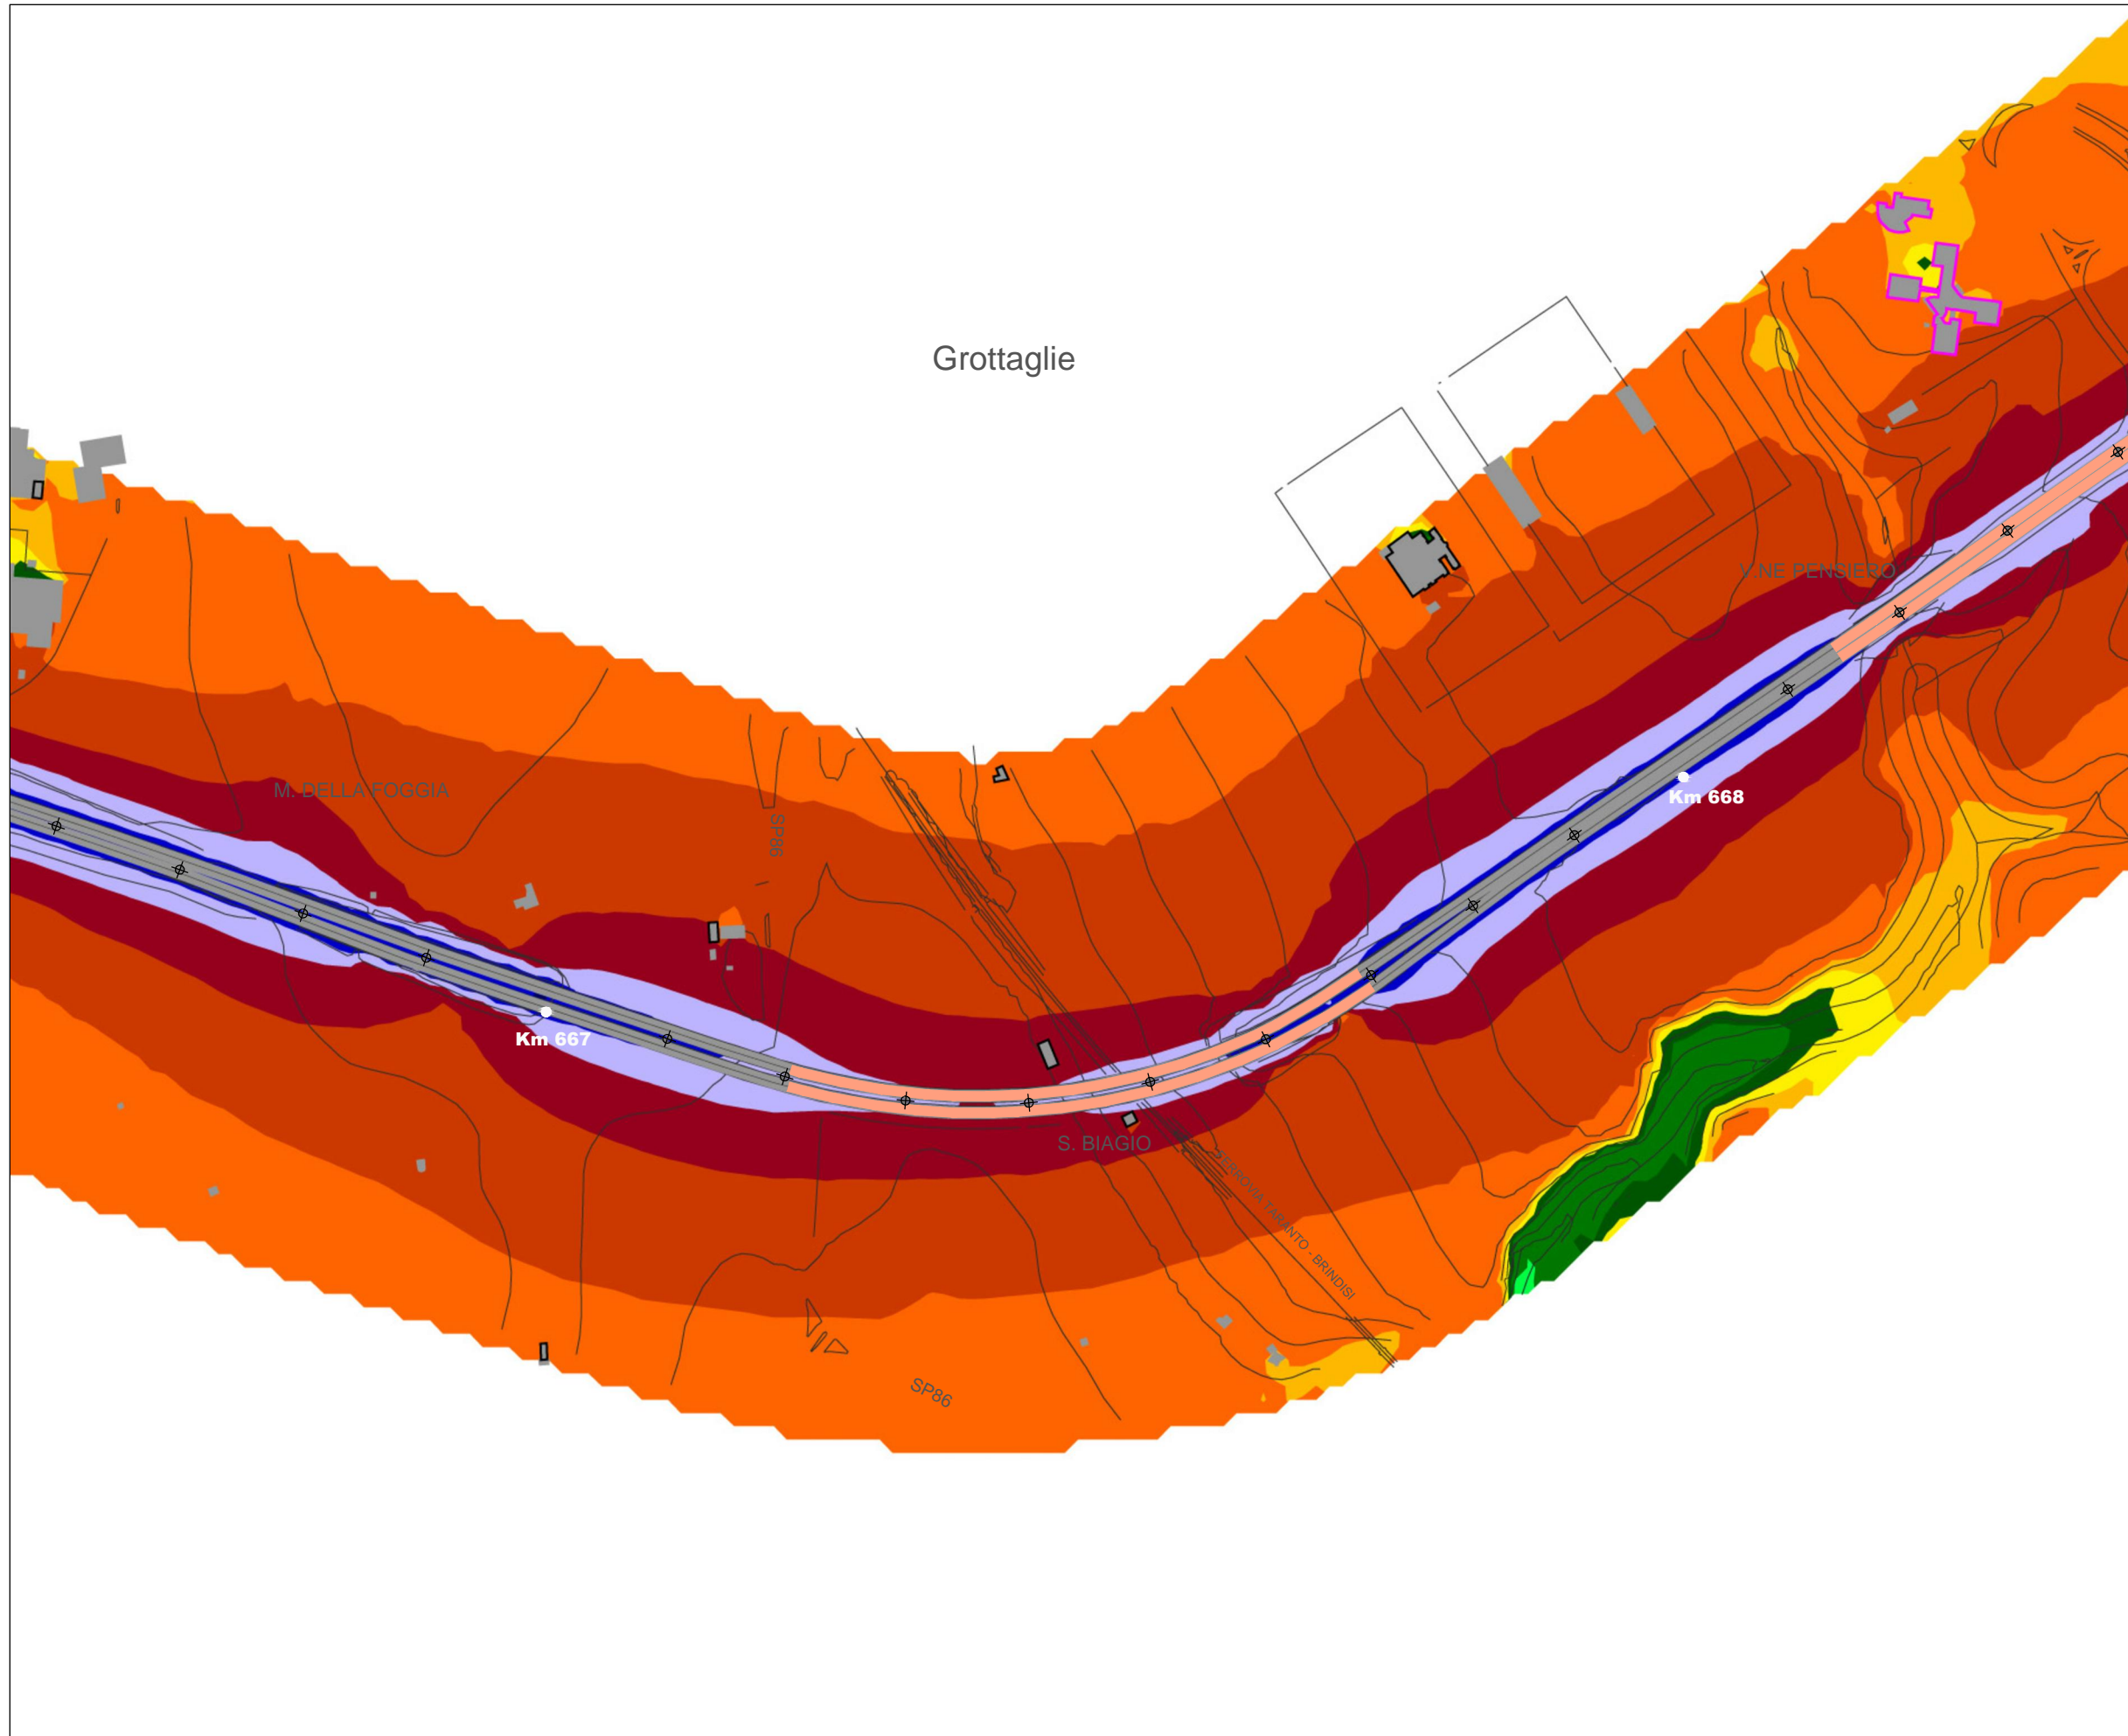 Grottaglie
V.NE PENSIERO
M. DELLA FOGGIA
Km 668
SP86
Km 667
S. BIAGIO
FERROVIA TARANTO - BRINDISI
SP86